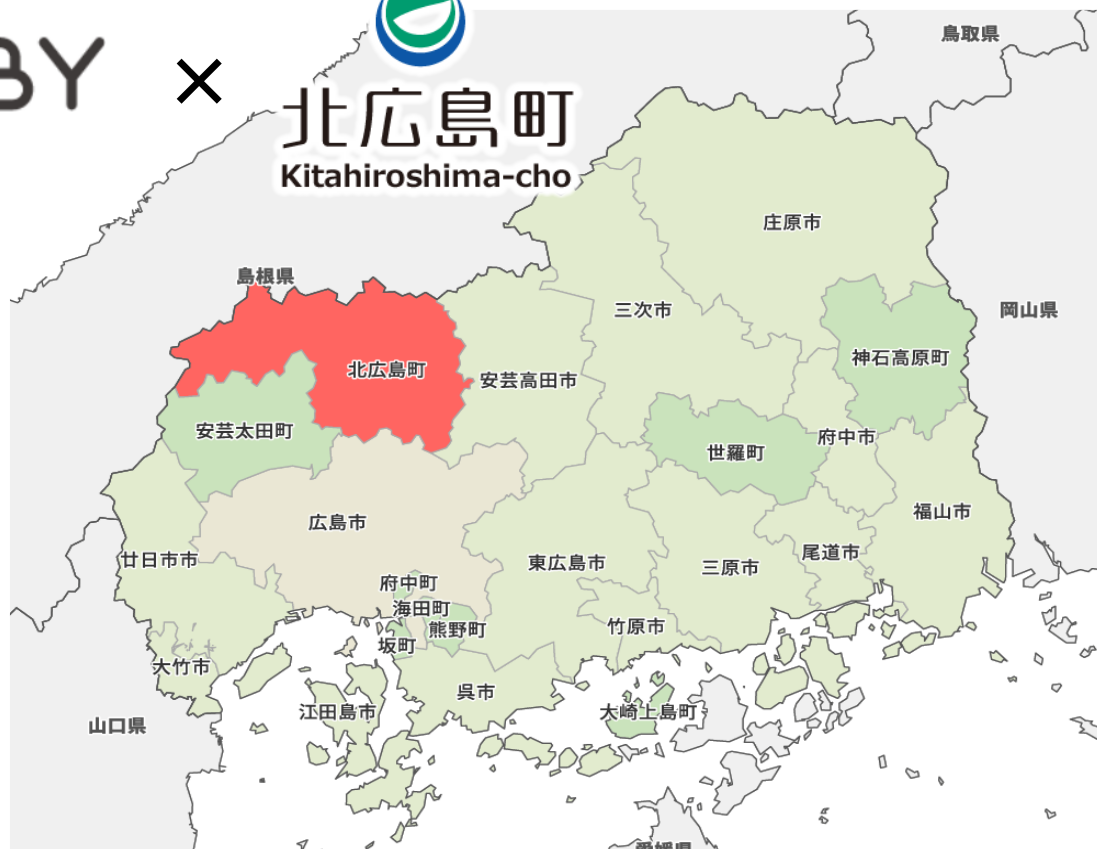 BY × 北広島町
Kitahiroshima-cho
鳥取県
島根県
岡山県
山口県
愛媛県
庄原市
三次市
神石高原町
北広島町
安芸高田市
安芸太田町
世羅町
府中市
福山市
広島市
廿日市市
東広島市
三原市
尾道市
府中町
海田町
熊野町
坂町
竹原市
大竹市
呉市
江田島市
大崎上島町